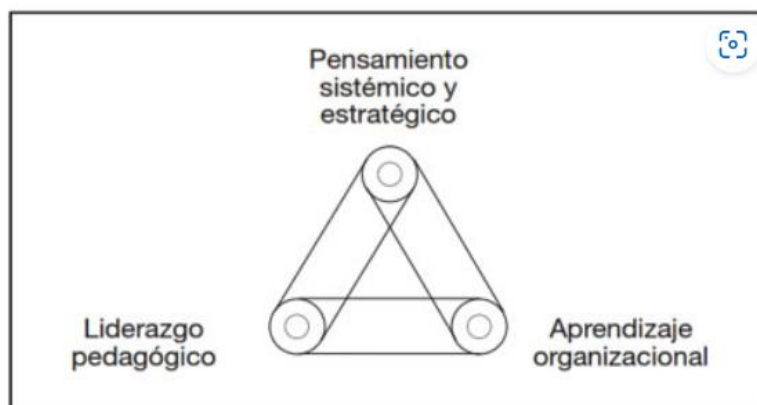 Pensamiento
sistémico y
estratégico
Liderazgo
pedagógico
Aprendizaje
organizacional